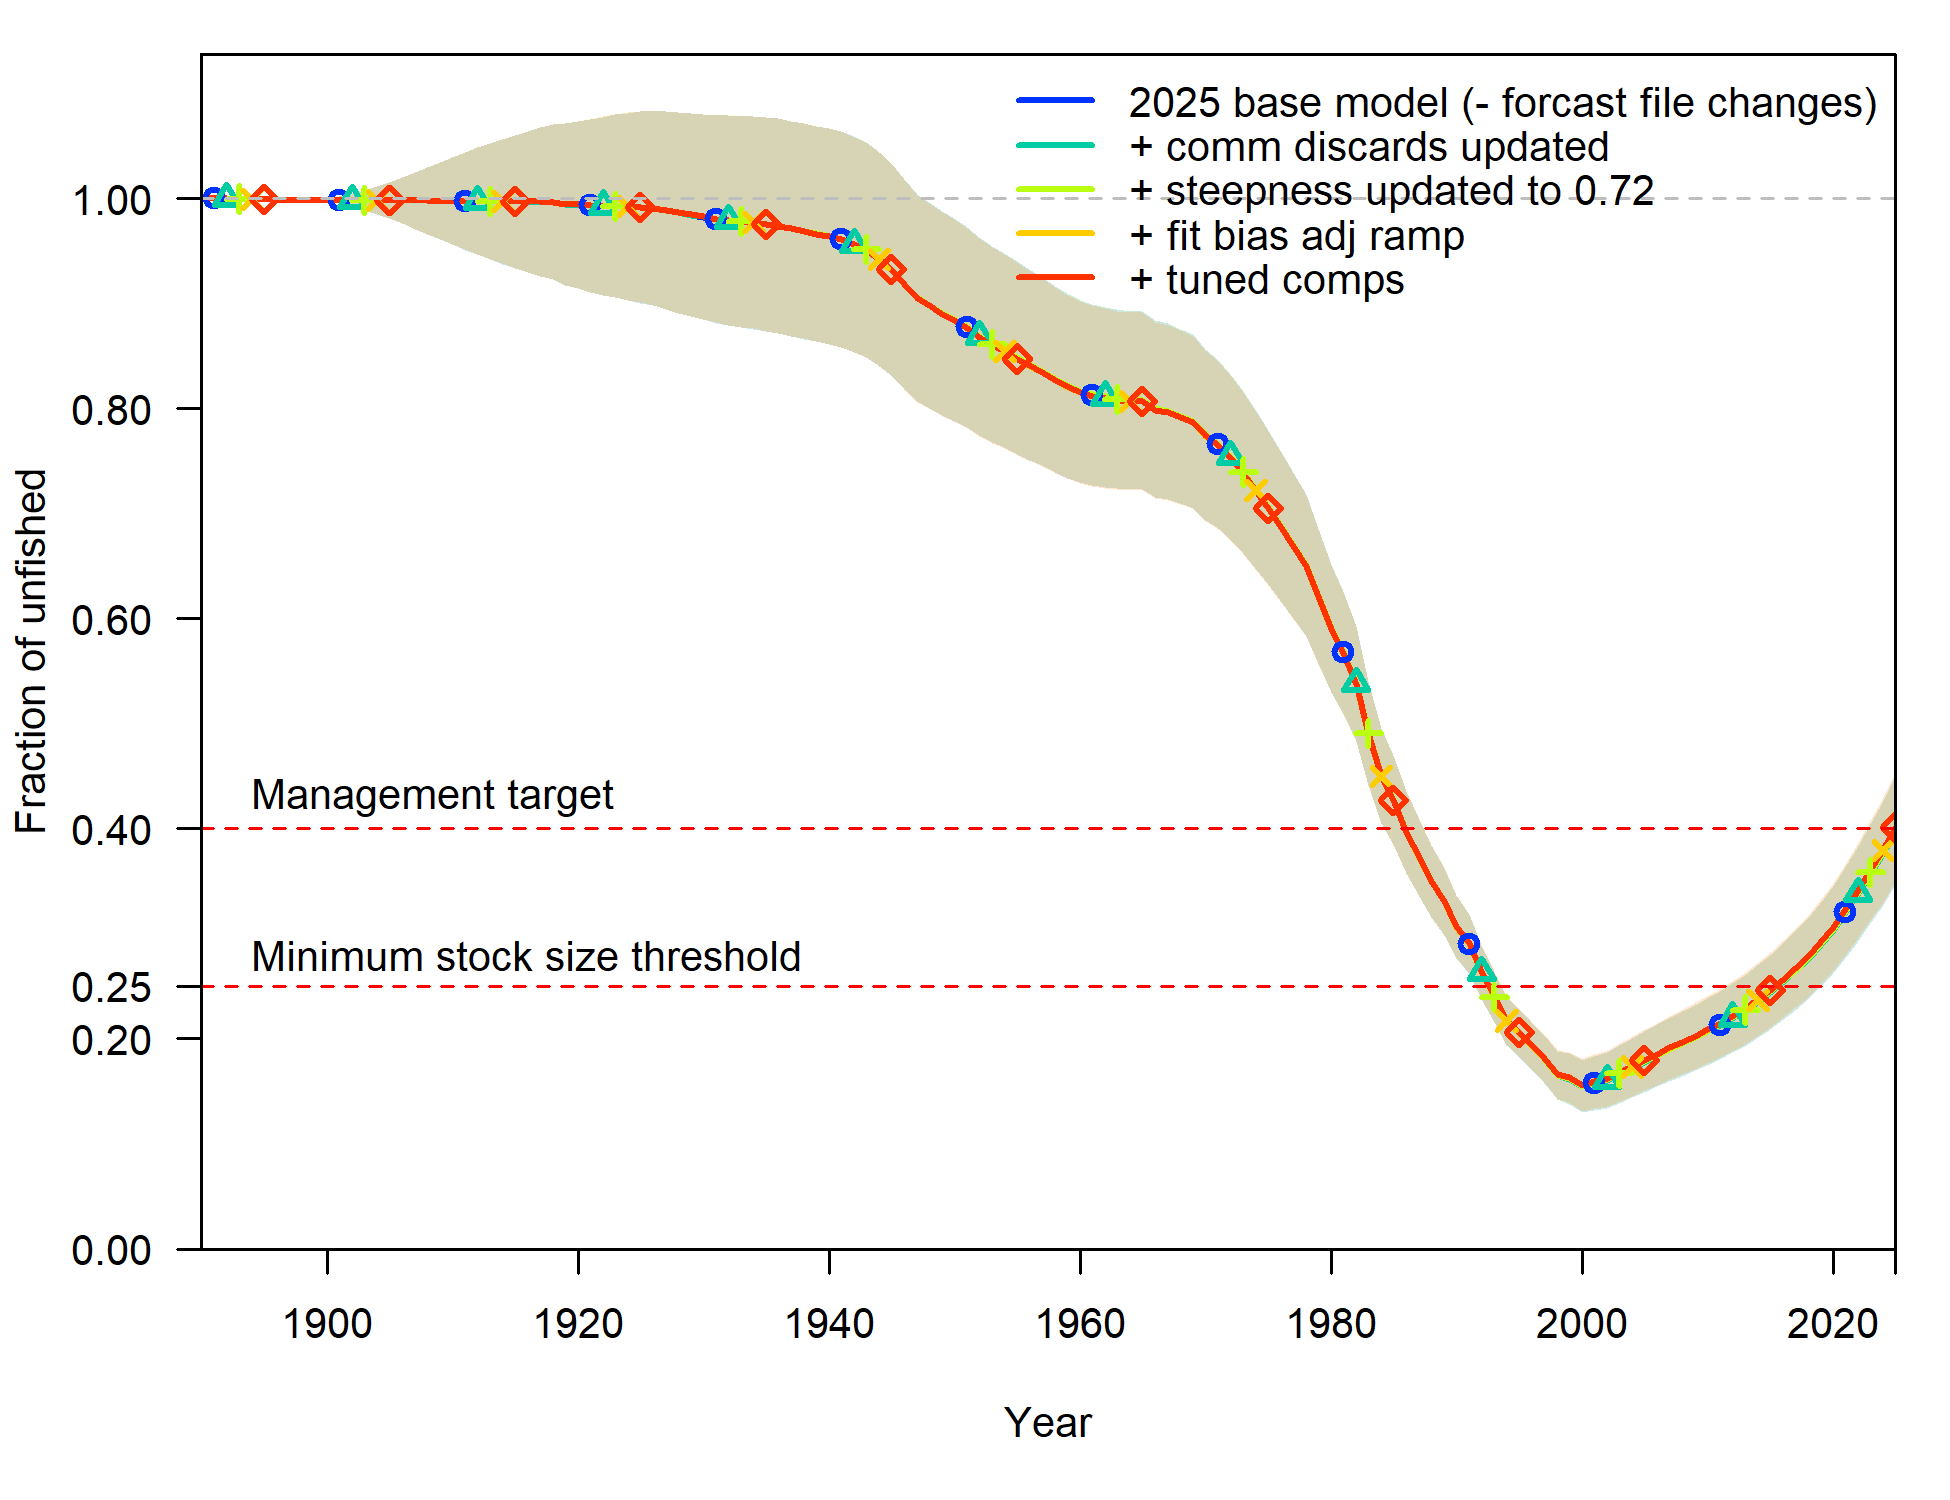 2025 base model (- forcast file changes)
+ comm discards updated
+ steepness updated to 0.72
+ fit bias adj ramp
+ tuned comps
1.00
0.80
0.60
0.40
0.25
0.20
0.00
Fraction of unfished
Management target
Minimum stock size threshold
1900 1920 1940 1960 1980 2000 2020
Year